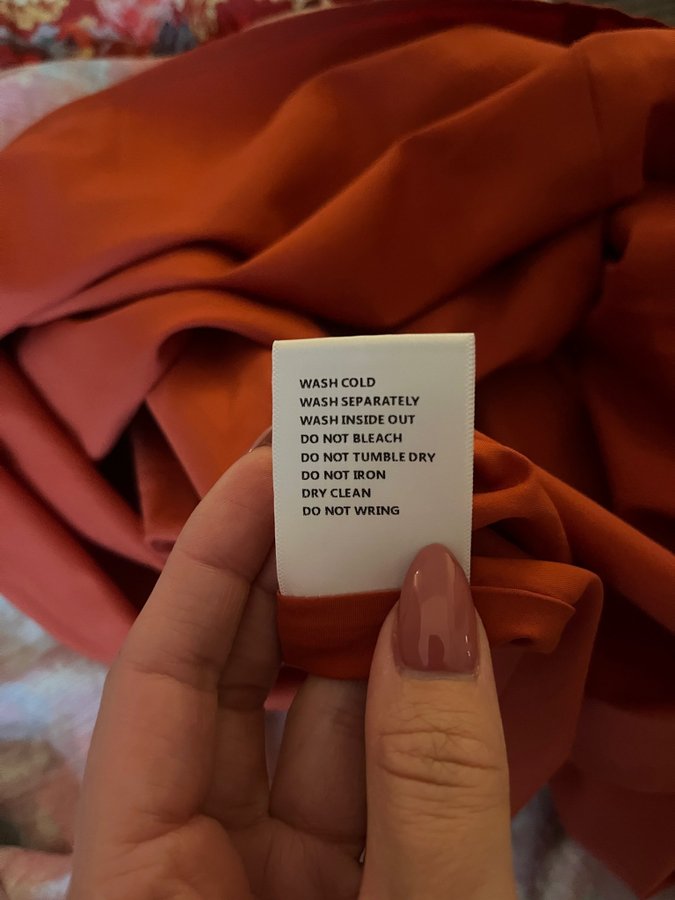 WASH COLD
WASH SEPARATELY
WASH INSIDE OUT
DO NOT BLEACH
DO NOT TUMBLE DRY
DO NOT IRON
DRY CLEAN
DO NOT WRING